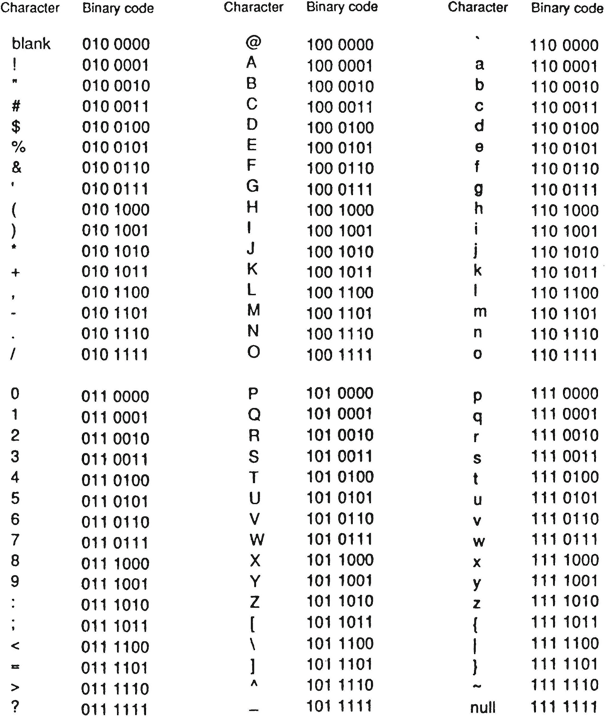 Character Binary code Character Binary code Character Binary code
blank 010 0000 @ 100 0000 ` 110 0000
! 010 0001 A 100 0001 a 110 0001
" 010 0010 B 100 0010 b 110 0010
# 010 0011 C 100 0011 c 110 0011
$ 010 0100 D 100 0100 d 110 0100
% 010 0101 E 100 0101 e 110 0101
& 010 0110 F 100 0110 f 110 0110
' 010 0111 G 100 0111 g 110 0111
( 010 1000 H 100 1000 h 110 1000
) 010 1001 I 100 1001 i 110 1001
* 010 1010 J 100 1010 j 110 1010
+ 010 1011 K 100 1011 k 110 1011
, 010 1100 L 100 1100 l 110 1100
- 010 1101 M 100 1101 m 110 1101
. 010 1110 N 100 1110 n 110 1110
/ 010 1111 O 100 1111 o 110 1111
0 011 0000 P 101 0000 p 111 0000
1 011 0001 Q 101 0001 q 111 0001
2 011 0010 R 101 0010 r 111 0010
3 011 0011 S 101 0011 s 111 0011
4 011 0100 T 101 0100 t 111 0100
5 011 0101 U 101 0101 u 111 0101
6 011 0110 V 101 0110 v 111 0110
7 011 0111 W 101 0111 w 111 0111
8 011 1000 X 101 1000 x 111 1000
9 011 1001 Y 101 1001 y 111 1001
: 011 1010 Z 101 1010 z 111 1010
; 011 1011 [ 101 1011 { 111 1011
< 011 1100 \ 101 1100 | 111 1100
= 011 1101 ] 101 1101 } 111 1101
> 011 1110 ^ 101 1110 ~ 111 1110
? 011 1111 _ 101 1111 null 111 1111